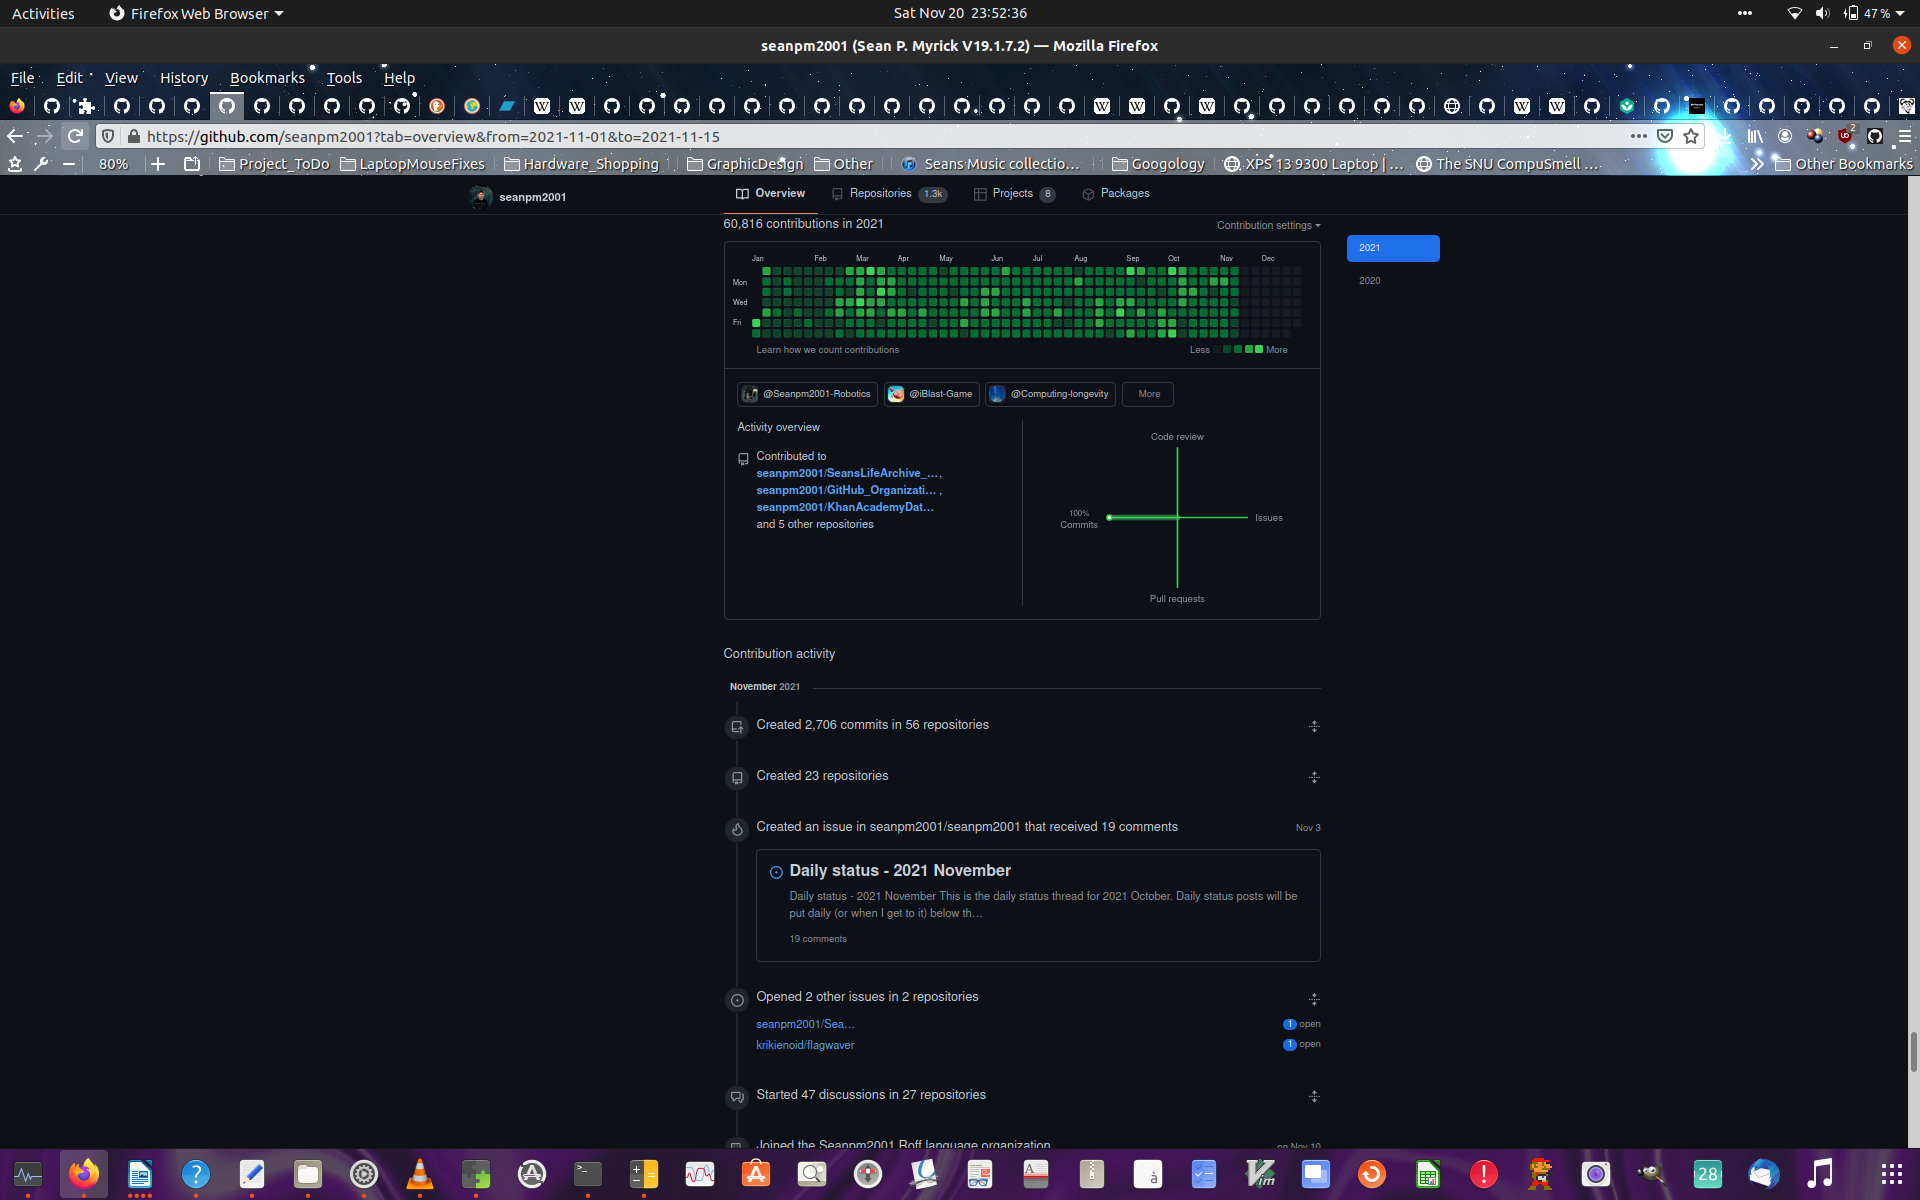 Activities
Firefox Web Browser
Sat Nov 20 23:52:36
47 %
seanpm2001 (Sean P. Myrick V19.1.7.2) — Mozilla Firefox
File Edit View History Bookmarks Tools Help
https://github.com/seanpm2001?tab=overview&from=2021-11-01&to=2021-11-15
2
80%
Project_ToDo
LaptopMouseFixes
Hardware_Shopping
GraphicDesign
Other
Seans Music collectio…
Googology
XPS 13 9300 Laptop | …
The SNU CompuSmell …
Other Bookmarks
seanpm2001
Overview
Repositories 1.3k
Projects 8
Packages
60,816 contributions in 2021
Contribution settings
2021
2020
Jan Feb Mar Apr May Jun Jul Aug Sep Oct Nov Dec
Mon
Wed
Fri
Learn how we count contributions
Less
More
@Seanpm2001-Robotics
@iBlast-Game
@Computing-longevity
More
Activity overview
Contributed to
seanpm2001/SeansLifeArchive_…,
seanpm2001/GitHub_Organizati… ,
seanpm2001/KhanAcademyDat…
and 5 other repositories
Code review
100%
Commits
Issues
Pull requests
Contribution activity
November 2021
Created 2,706 commits in 56 repositories
Created 23 repositories
Created an issue in seanpm2001/seanpm2001 that received 19 comments
Nov 3
Daily status - 2021 November
Daily status - 2021 November This is the daily status thread for 2021 October. Daily status posts will be
put daily (or when I get to it) below th…
19 comments
Opened 2 other issues in 2 repositories
seanpm2001/Sea…
1 open
krikienoid/flagwaver
1 open
Started 47 discussions in 27 repositories
Joined the Seanpm2001 Roff language organization
on Nov 10
28